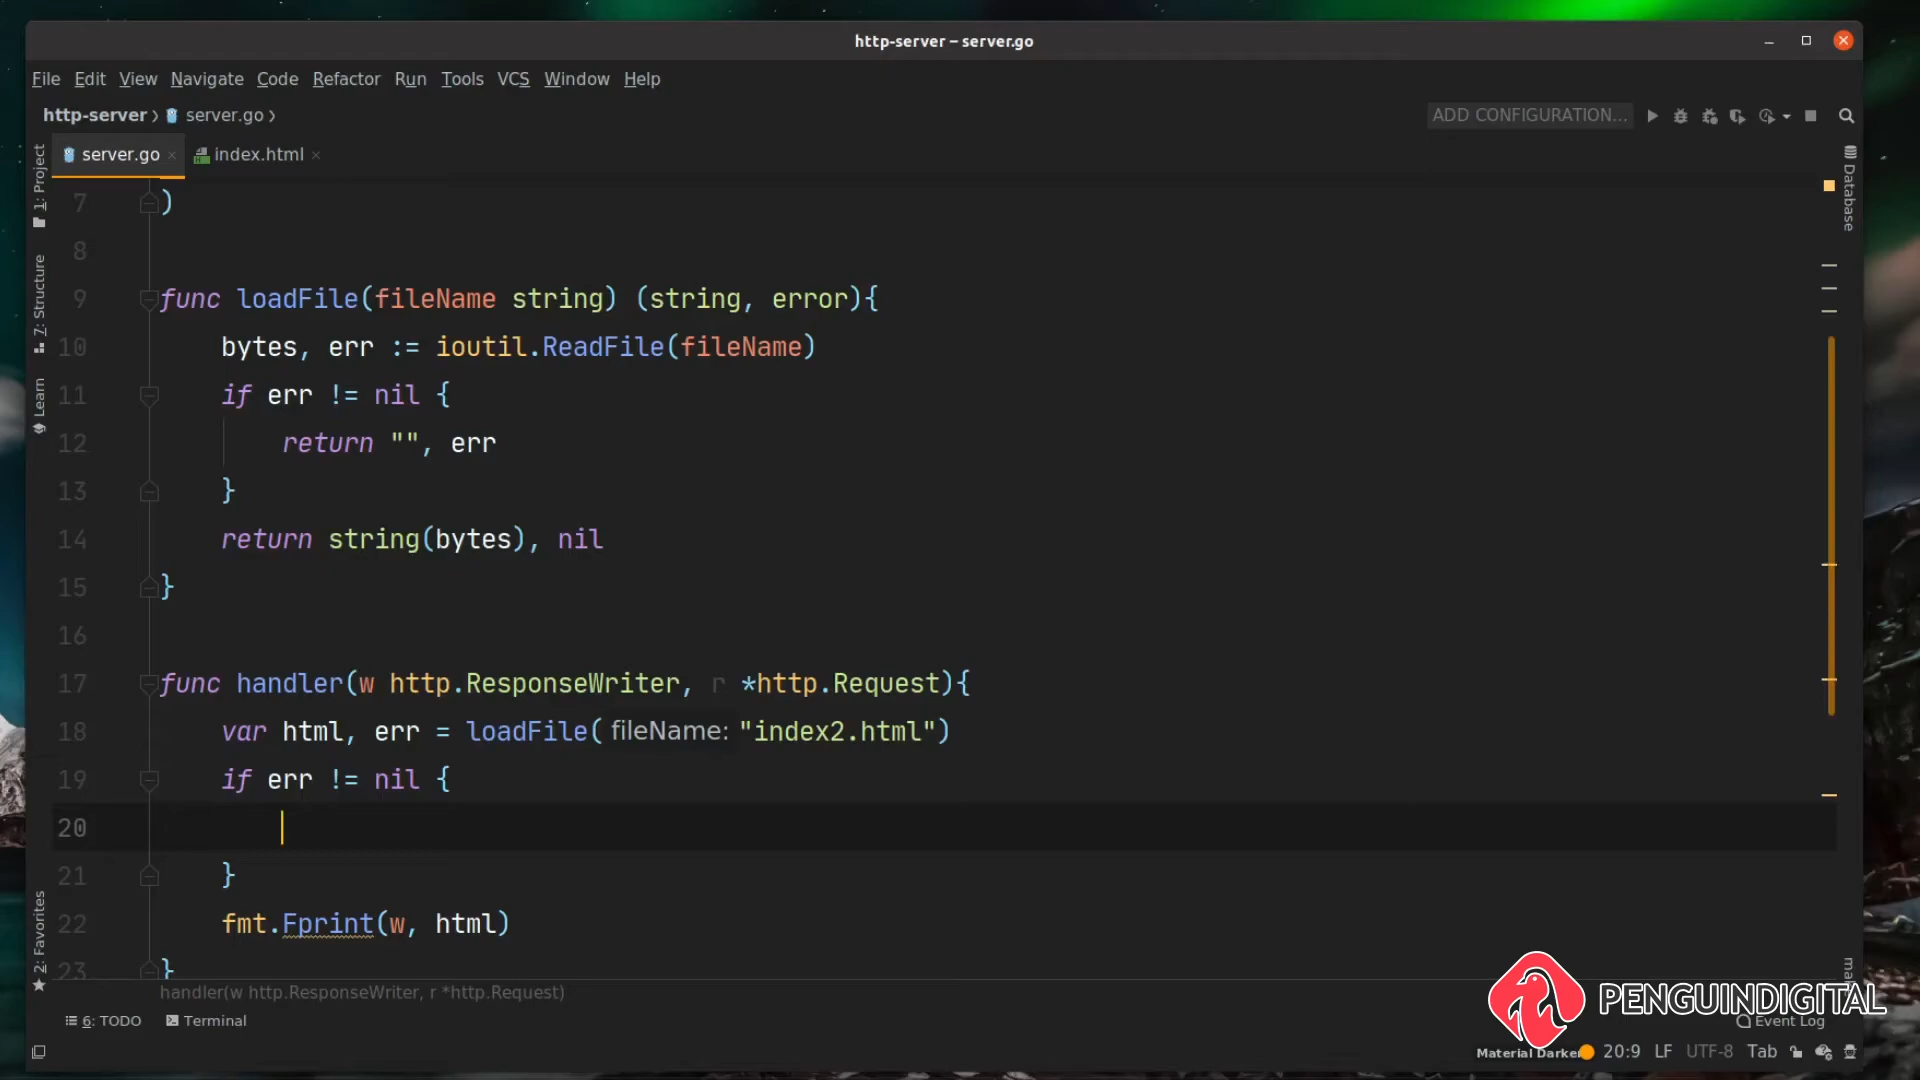 http-server – server.go
File Edit View Navigate Code Refactor Run Tools VCS Window Help
http-server server.go
ADD CONFIGURATION...
server.go index.html
1: Project
7: Structure
Learn
2: Favorites
Database
7 )
8
9 func loadFile(fileName string) (string, error){
10 bytes, err := ioutil.ReadFile(fileName)
11 if err != nil {
12 return "", err
13 }
14 return string(bytes), nil
15 }
16
17 func handler(w http.ResponseWriter, r *http.Request){
18 var html, err = loadFile( fileName: "index2.html")
19 if err != nil {
20
21 }
22 fmt.Fprint(w, html)
23 }
handler(w http.ResponseWriter, r *http.Request)
6: TODO Terminal
PENGUINDIGITAL
Event Log
Material Darker 20:9 LF UTF-8 Tab